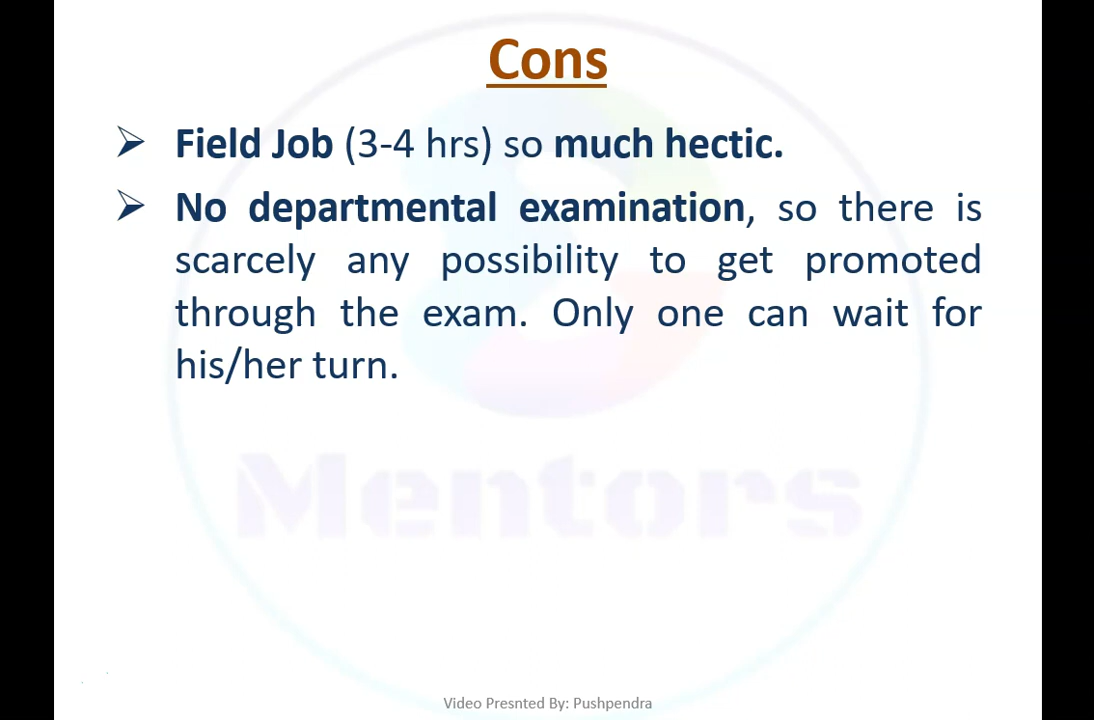 Cons
➢ Field Job (3-4 hrs) so much hectic.
➢ No departmental examination, so there is
scarcely any possibility to get promoted
through the exam. Only one can wait for
his/her turn.
Mentors
Video Presnted By: Pushpendra